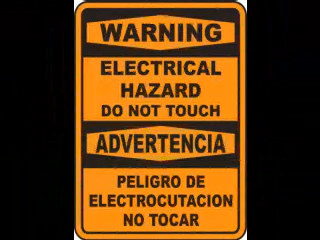 WARNING
ELECTRICAL
HAZARD
DO NOT TOUCH
ADVERTENCIA
PELIGRO DE
ELECTROCUTACION
NO TOCAR